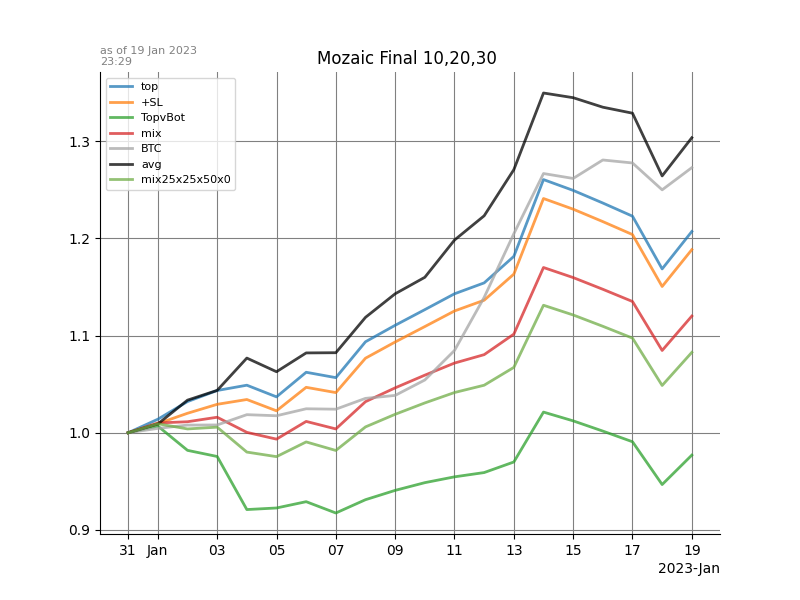 as of 19 Jan 2023
23:29
Mozaic Final 10,20,30
top
+SL
TopvBot
mix
BTC
avg
mix25x25x50x0
1.3
1.2
1.1
1.0
0.9
31 Jan 03 05 07 09 11 13 15 17 19
2023-Jan